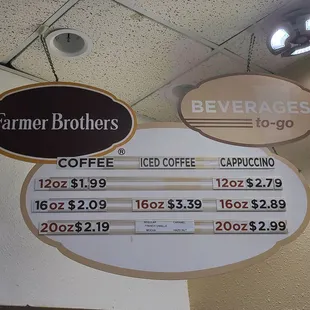 Farmer Brothers
®
BEVERAGES
to-go
COFFEE ICED COFFEE CAPPUCCINO
12oz $1.99 12oz $2.79
16oz $2.09 16oz $3.39 16oz $2.89
20oz $2.19 20oz $2.99